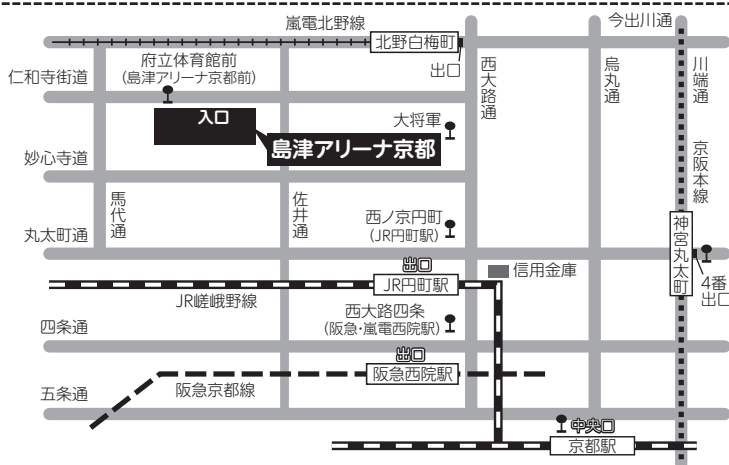 嵐電北野線
今出川通
北野白梅町
出口
仁和寺街道
府立体育館前
(島津アリーナ京都前)
西大路通
烏丸通
川端通
入口
島津アリーナ京都
大将軍
妙心寺道
京阪本線
馬代通
佐井通
西ノ京円町
(JR円町駅)
丸太町通
神宮丸太町
4番
出口
出口
JR円町駅
信用金庫
JR嵯峨野線
西大路四条
(阪急・嵐電西院駅)
四条通
出口
阪急西院駅
阪急京都線
五条通
中央口
京都駅